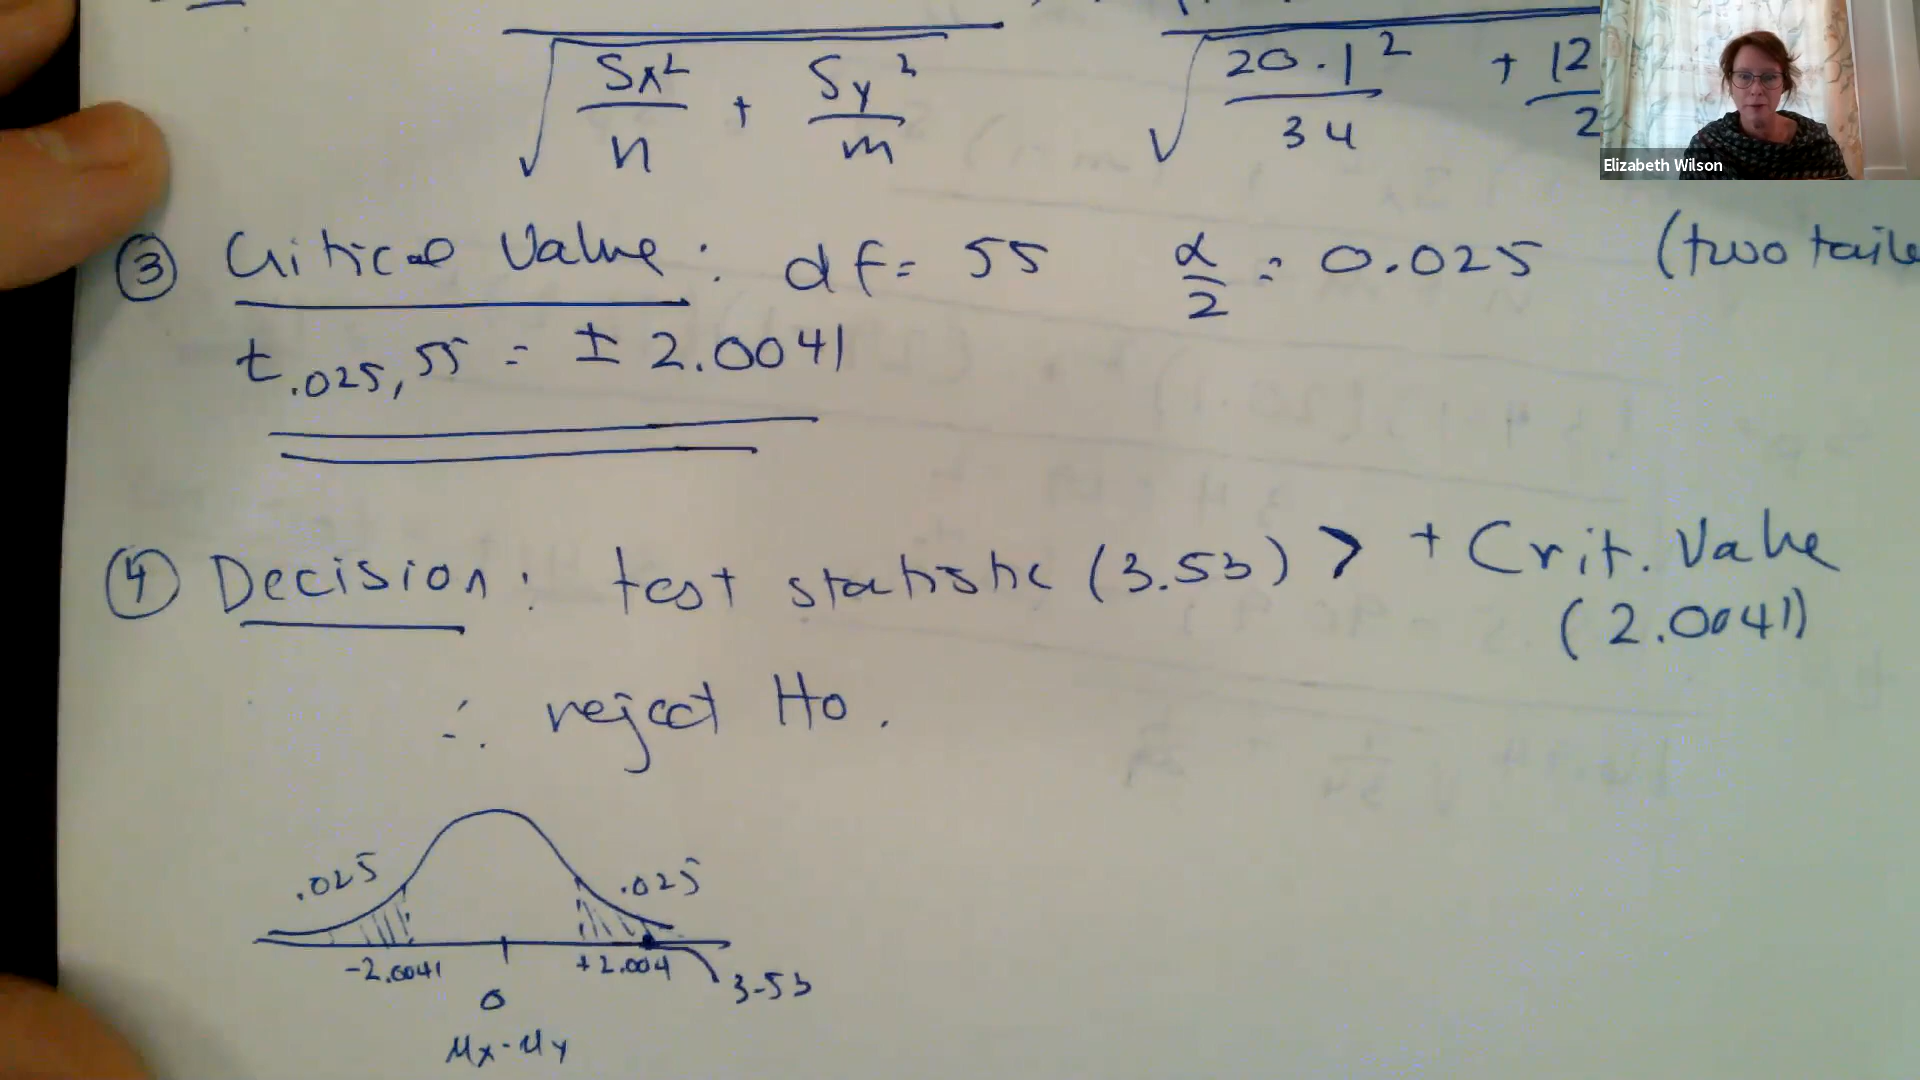 Sx² / n + Sy² / m
20.1² / 34 + 12 / 2
Elizabeth Wilson
③ Critical Value: df = 55 α/2 = 0.025 (two taile
t.025, 55 = ± 2.0041
④ Decision: test statistic (3.53) > + Crit. Value
(2.0041)
∴ reject Ho.
.025 .025
-2.0041 +2.004 3.53
0
μx-μy